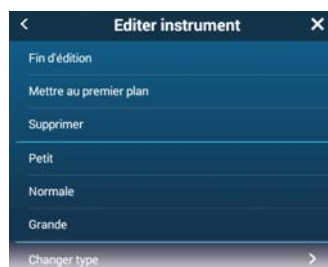 Editer instrument
Fin d'édition
Mettre au premier plan
Supprimer
Petit
Normale
Grande
Changer type